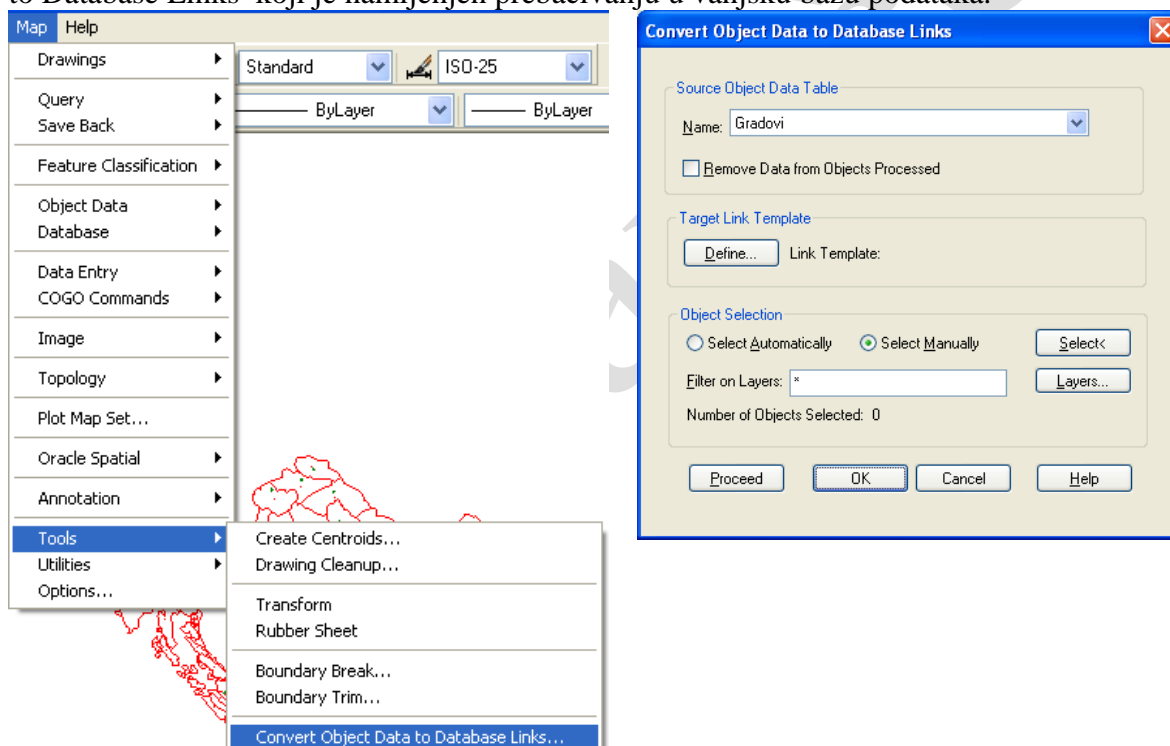 to Database Links" koji je namijenjen prebacivanju u vanjsku bazu podataka.
Map Help
Drawings
Query
Save Back
Feature Classification
Object Data
Database
Data Entry
COGO Commands
Image
Topology
Plot Map Set...
Oracle Spatial
Annotation
Tools
Utilities
Options...
Standard ISO-25
ByLayer ByLayer
Create Centroids...
Drawing Cleanup...
Transform
Rubber Sheet
Boundary Break...
Boundary Trim...
Convert Object Data to Database Links...
Convert Object Data to Database Links
Source Object Data Table
Name: Gradovi
Remove Data from Objects Processed
Target Link Template
Define... Link Template:
Object Selection
Select Automatically Select Manually Select<
Filter on Layers: * Layers...
Number of Objects Selected: 0
Proceed OK Cancel Help